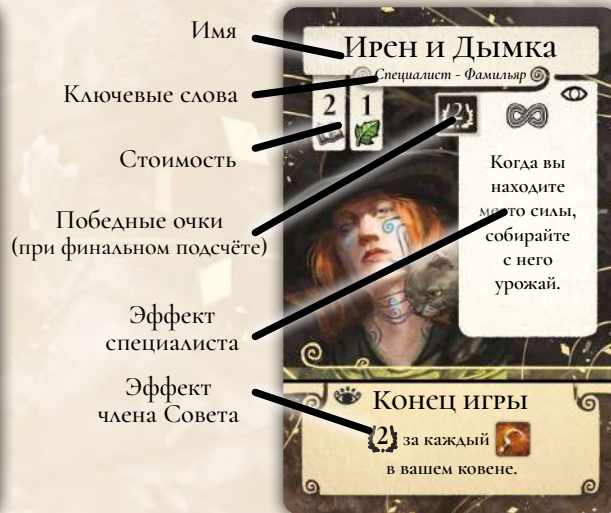 Имя
Ключевые слова
Стоимость
Победные очки
(при финальном подсчёте)
Эффект
специалиста
Эффект
члена Совета
Ирен и Дымка
Специалист - Фамильяр
2 1
2
Когда вы
находите
место силы,
собирайте
с него
урожай.
Конец игры
2 за каждый
в вашем ковене.